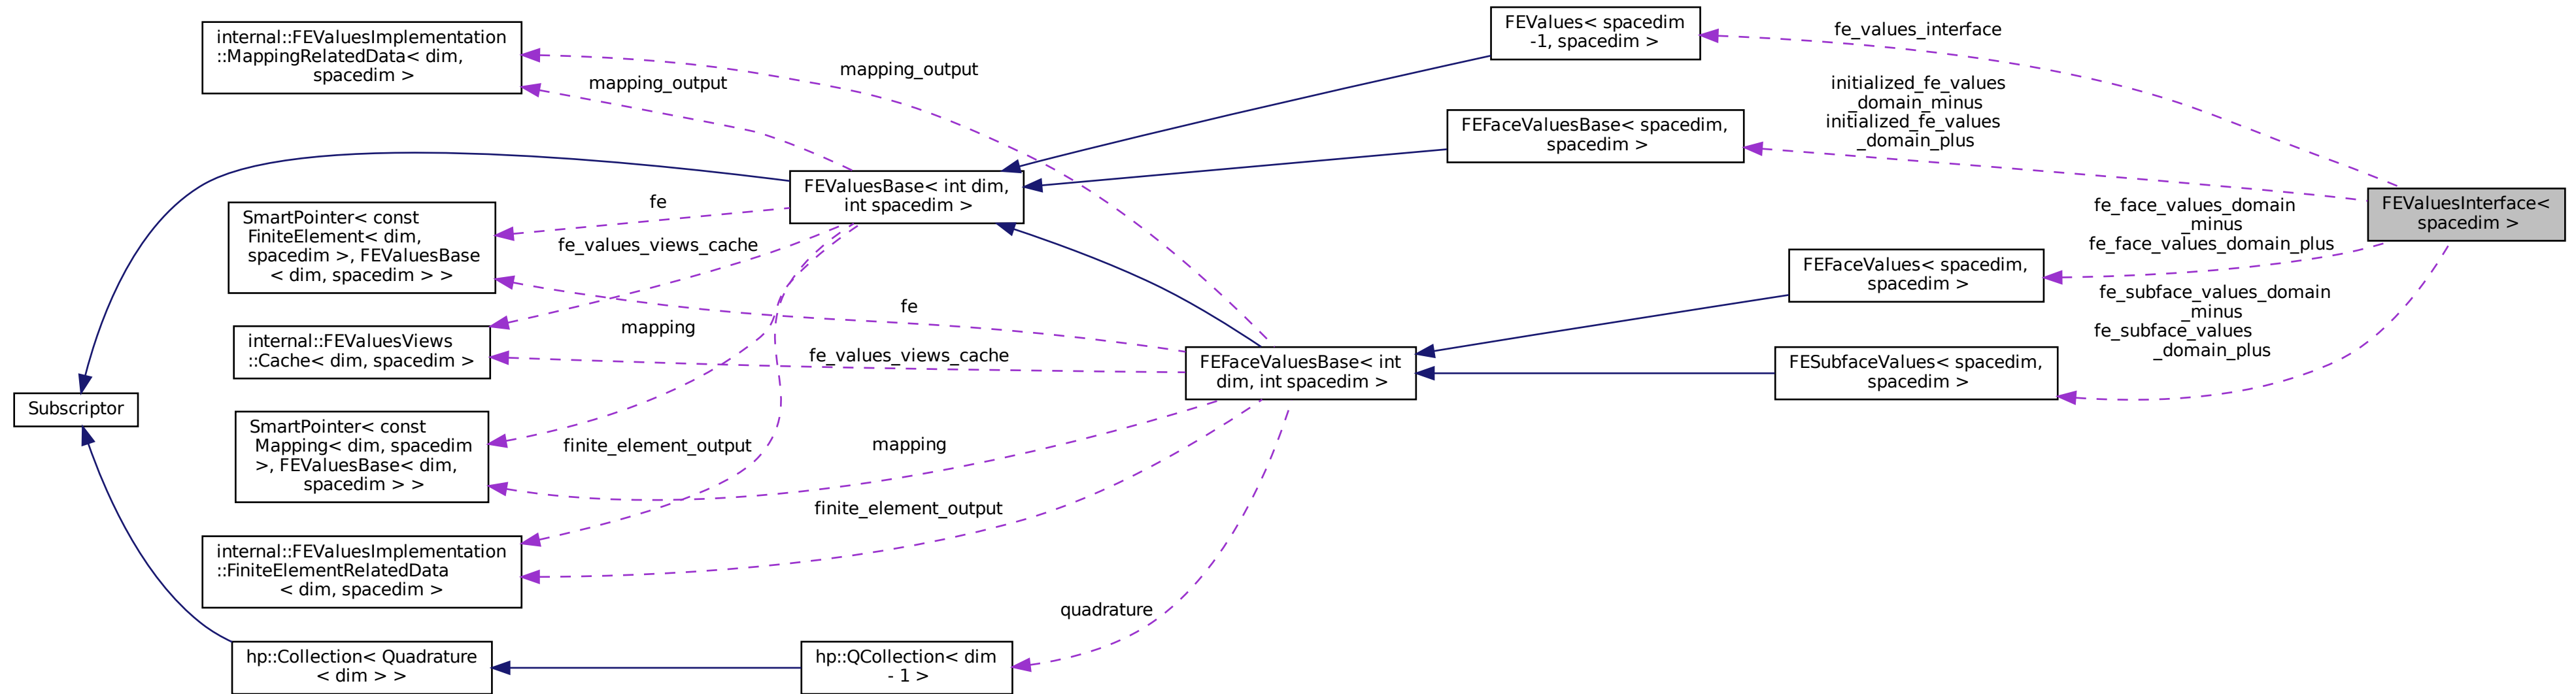 internal::FEValuesImplementation
::MappingRelatedData< dim,
spacedim >
mapping_output
mapping_output
FEValues< spacedim
-1, spacedim >
fe_values_interface
FEFaceValuesBase< spacedim,
spacedim >
initialized_fe_values
_domain_minus
initialized_fe_values
_domain_plus
FEValuesInterface<
spacedim >
FEValuesBase< int dim,
int spacedim >
SmartPointer< const
FiniteElement< dim,
spacedim >, FEValuesBase
< dim, spacedim > >
fe
fe_values_views_cache
fe_face_values_domain
_minus
fe_face_values_domain_plus
FEFaceValues< spacedim,
spacedim >
fe_subface_values_domain
_minus
fe_subface_values
_domain_plus
fe
mapping
internal::FEValuesViews
::Cache< dim, spacedim >
fe_values_views_cache
FEFaceValuesBase< int
dim, int spacedim >
FESubfaceValues< spacedim,
spacedim >
Subscriptor
SmartPointer< const
Mapping< dim, spacedim
>, FEValuesBase< dim,
spacedim > >
finite_element_output
mapping
finite_element_output
internal::FEValuesImplementation
::FiniteElementRelatedData
< dim, spacedim >
quadrature
hp::Collection< Quadrature
< dim > >
hp::QCollection< dim
- 1 >